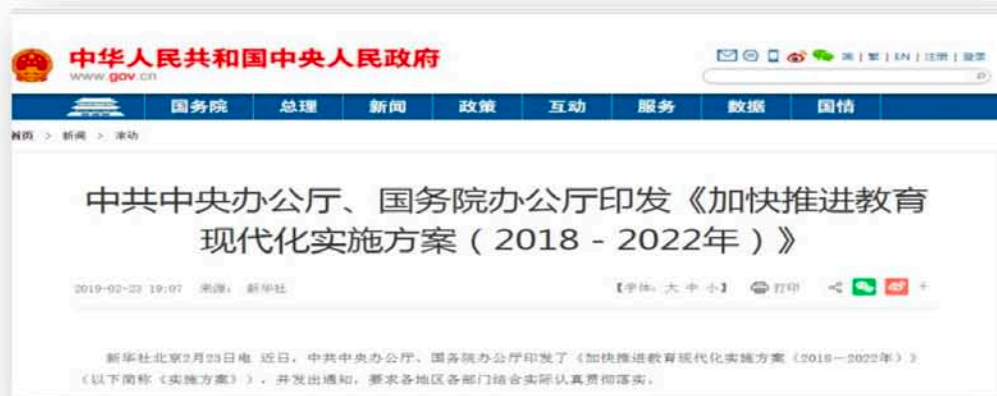 中华人民共和国中央人民政府
www.gov.cn
简 | 繁 | EN | 注册 | 登录
国务院 总理 新闻 政策 互动 服务 数据 国情
首页 > 新闻 > 滚动
中共中央办公厅、国务院办公厅印发《加快推进教育
现代化实施方案（2018－2022年）》
2019-02-23 19:07 来源： 新华社 【字体：大 中 小】 打印 +
新华社北京2月23日电 近日，中共中央办公厅、国务院办公厅印发了《加快推进教育现代化实施方案（2018－2022年）》
（以下简称《实施方案》），并发出通知，要求各地区各部门结合实际认真贯彻落实。